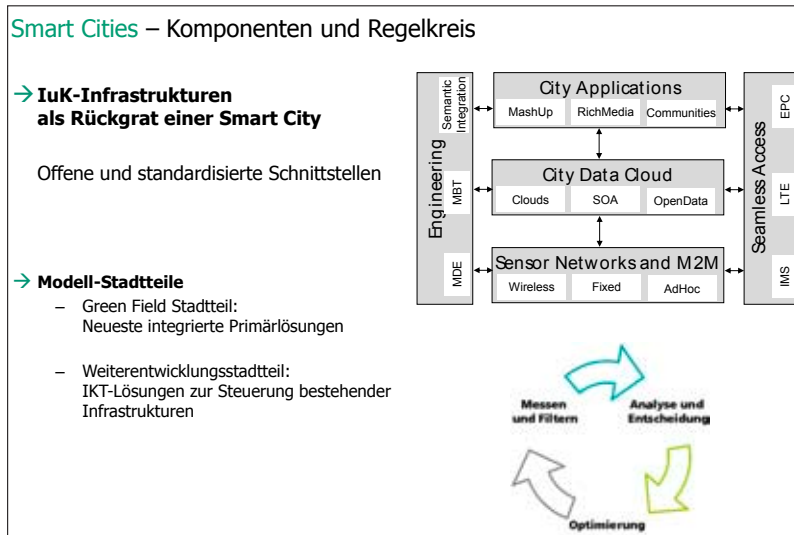 Smart Cities – Komponenten und Regelkreis
→ IuK-Infrastrukturen
als Rückgrat einer Smart City
Offene und standardisierte Schnittstellen
→ Modell-Stadtteile
– Green Field Stadtteil:
Neueste integrierte Primärlösungen
– Weiterentwicklungsstadtteil:
IKT-Lösungen zur Steuerung bestehender
Infrastrukturen
Engineering
Semantic
Integration
MBT
MDE
City Applications
MashUp RichMedia Communities
City Data Cloud
Clouds SOA OpenData
Sensor Networks and M2M
Wireless Fixed AdHoc
Seamless Access
EPC
LTE
IMS
Messen
und Filtern
Analyse und
Entscheidung
Optimierung